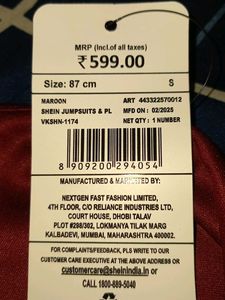 MRP (Incl.of all taxes)
₹ 599.00
Size: 87 cm S
MAROON ART 443322570012
SHEIN JUMPSUITS & PL MFD ON : 02/2025
VKSHN-1174 NET QTY : 1 NUMBER
8 909200 294054
MANUFACTURED & MARKETED BY:
NEXTGEN FAST FASHION LIMITED,
4TH FLOOR, C/O RELIANCE INDUSTRIES LTD,
COURT HOUSE, DHOBI TALAV
PLOT #298/302, LOKMANYA TILAK MARG
KALBADEVI, MUMBAI, MAHARASHTRA 400002.
FOR COMPLAINTS/FEEDBACK, PLS WRITE TO OUR
CUSTOMER CARE EXECUTIVE AT THE ABOVE ADDRESS OR
customercare@sheinindia.in
OR
CALL 1800-889-5040